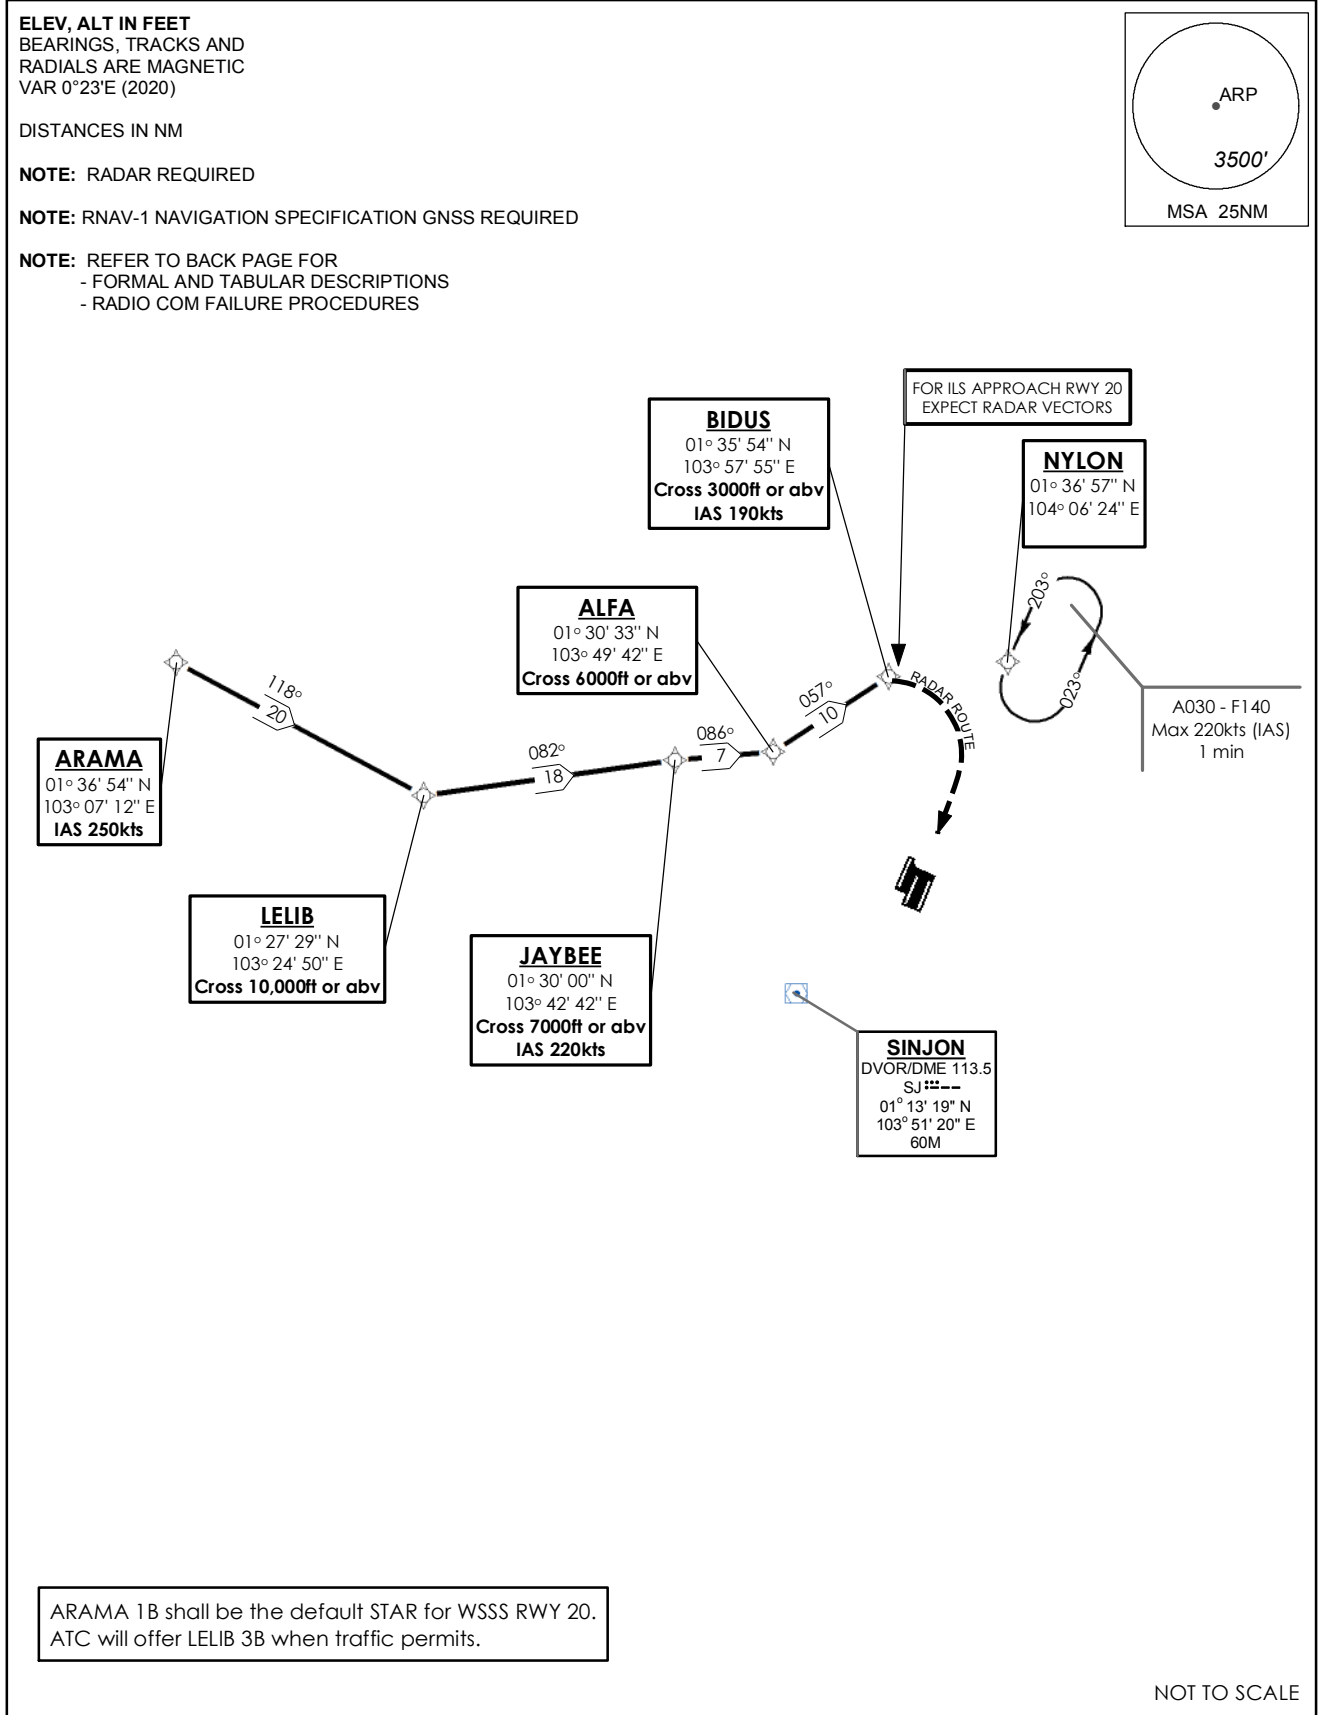 ELEV, ALT IN FEET
BEARINGS, TRACKS AND
RADIALS ARE MAGNETIC
VAR 0°23'E (2020)
DISTANCES IN NM
NOTE: RADAR REQUIRED
NOTE: RNAV-1 NAVIGATION SPECIFICATION GNSS REQUIRED
NOTE: REFER TO BACK PAGE FOR
- FORMAL AND TABULAR DESCRIPTIONS
- RADIO COM FAILURE PROCEDURES
ARP
3500'
MSA 25NM
FOR ILS APPROACH RWY 20
EXPECT RADAR VECTORS
BIDUS
01° 35' 54" N
103° 57' 55" E
Cross 3000ft or abv
IAS 190kts
NYLON
01° 36' 57" N
104° 06' 24" E
ALFA
01° 30' 33" N
103° 49' 42" E
Cross 6000ft or abv
203°
023°
A030 - F140
Max 220kts (IAS)
1 min
118°
20
082°
18
086°
7
057°
10
RADAR ROUTE
ARAMA
01° 36' 54" N
103° 07' 12" E
IAS 250kts
LELIB
01° 27' 29" N
103° 24' 50" E
Cross 10,000ft or abv
JAYBEE
01° 30' 00" N
103° 42' 42" E
Cross 7000ft or abv
IAS 220kts
SINJON
DVOR/DME 113.5
SJ
01° 13' 19" N
103° 51' 20" E
60M
ARAMA 1B shall be the default STAR for WSSS RWY 20.
ATC will offer LELIB 3B when traffic permits.
NOT TO SCALE